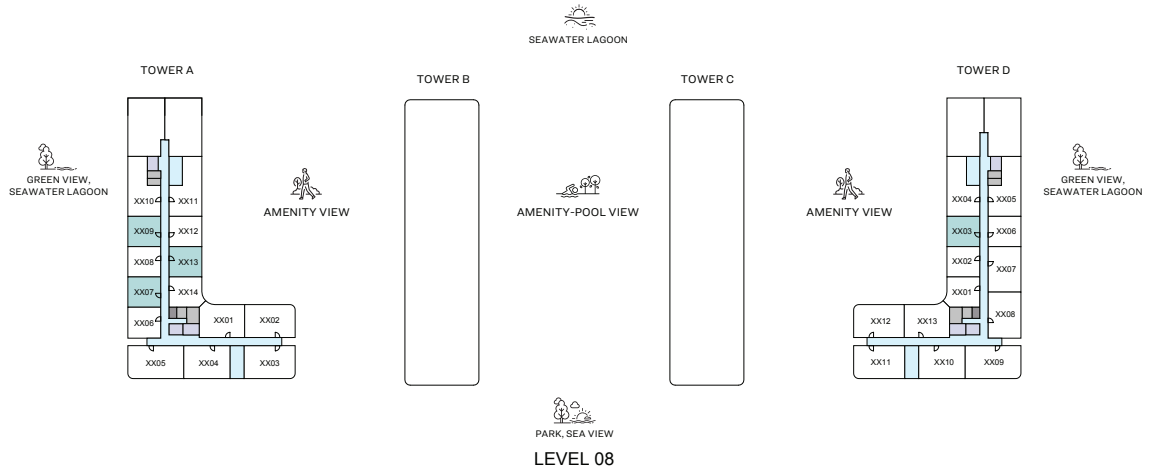 SEAWATER LAGOON
TOWER A
TOWER B
TOWER C
TOWER D
GREEN VIEW,
SEAWATER LAGOON
AMENITY VIEW
AMENITY-POOL VIEW
AMENITY VIEW
GREEN VIEW,
SEAWATER LAGOON
XX10 XX11
XX09 XX12
XX08 XX13
XX07 XX14
XX06 XX01 XX02
XX05 XX04 XX03
XX04 XX05
XX03 XX06
XX02 XX07
XX01 XX08
XX12 XX13
XX11 XX10 XX09
PARK, SEA VIEW
LEVEL 08